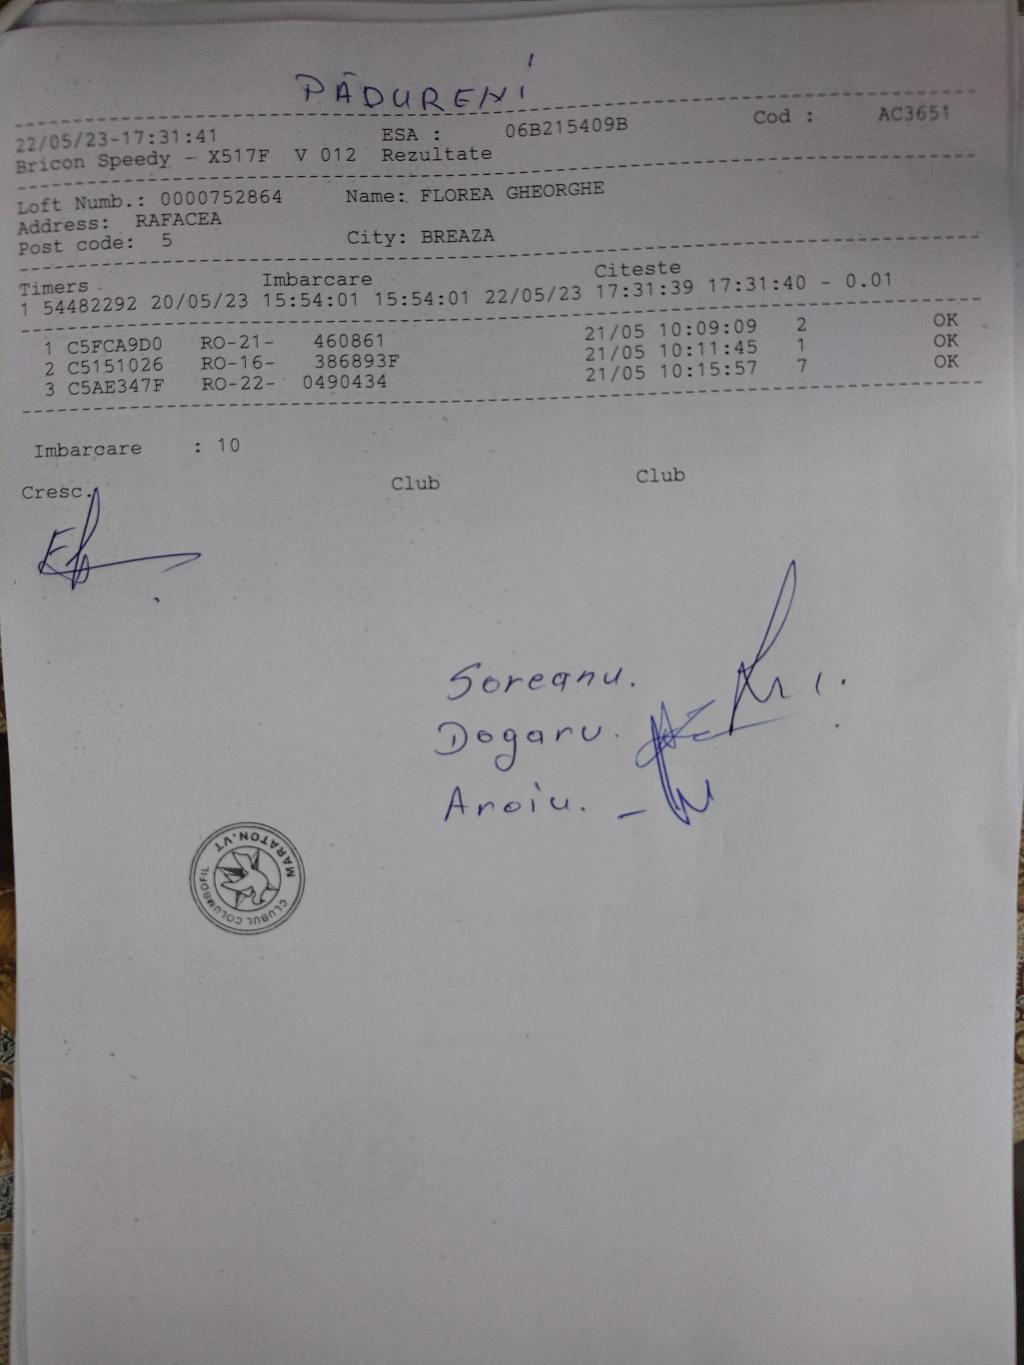 PĂDURENI
22/05/23-17:31:41 ESA : 06B215409B Cod : AC3651
Bricon Speedy - X517F V 012 Rezultate
Loft Numb.: 0000752864 Name: FLOREA GHEORGHE
Address: RAFACEA
Post code: 5 City: BREAZA
Timers Imbarcare Citeste
1 54482292 20/05/23 15:54:01 15:54:01 22/05/23 17:31:39 17:31:40 - 0.01
1 C5FCA9D0 RO-21- 460861 21/05 10:09:09 2 OK
2 C5151026 RO-16- 386893F 21/05 10:11:45 1 OK
3 C5AE347F RO-22- 0490434 21/05 10:15:57 7 OK
Imbarcare : 10
Cresc. Club Club
Soreanu.
Dogaru.
Aroiu.
MARATON.VT
CLUBUL COLUMBOFIL